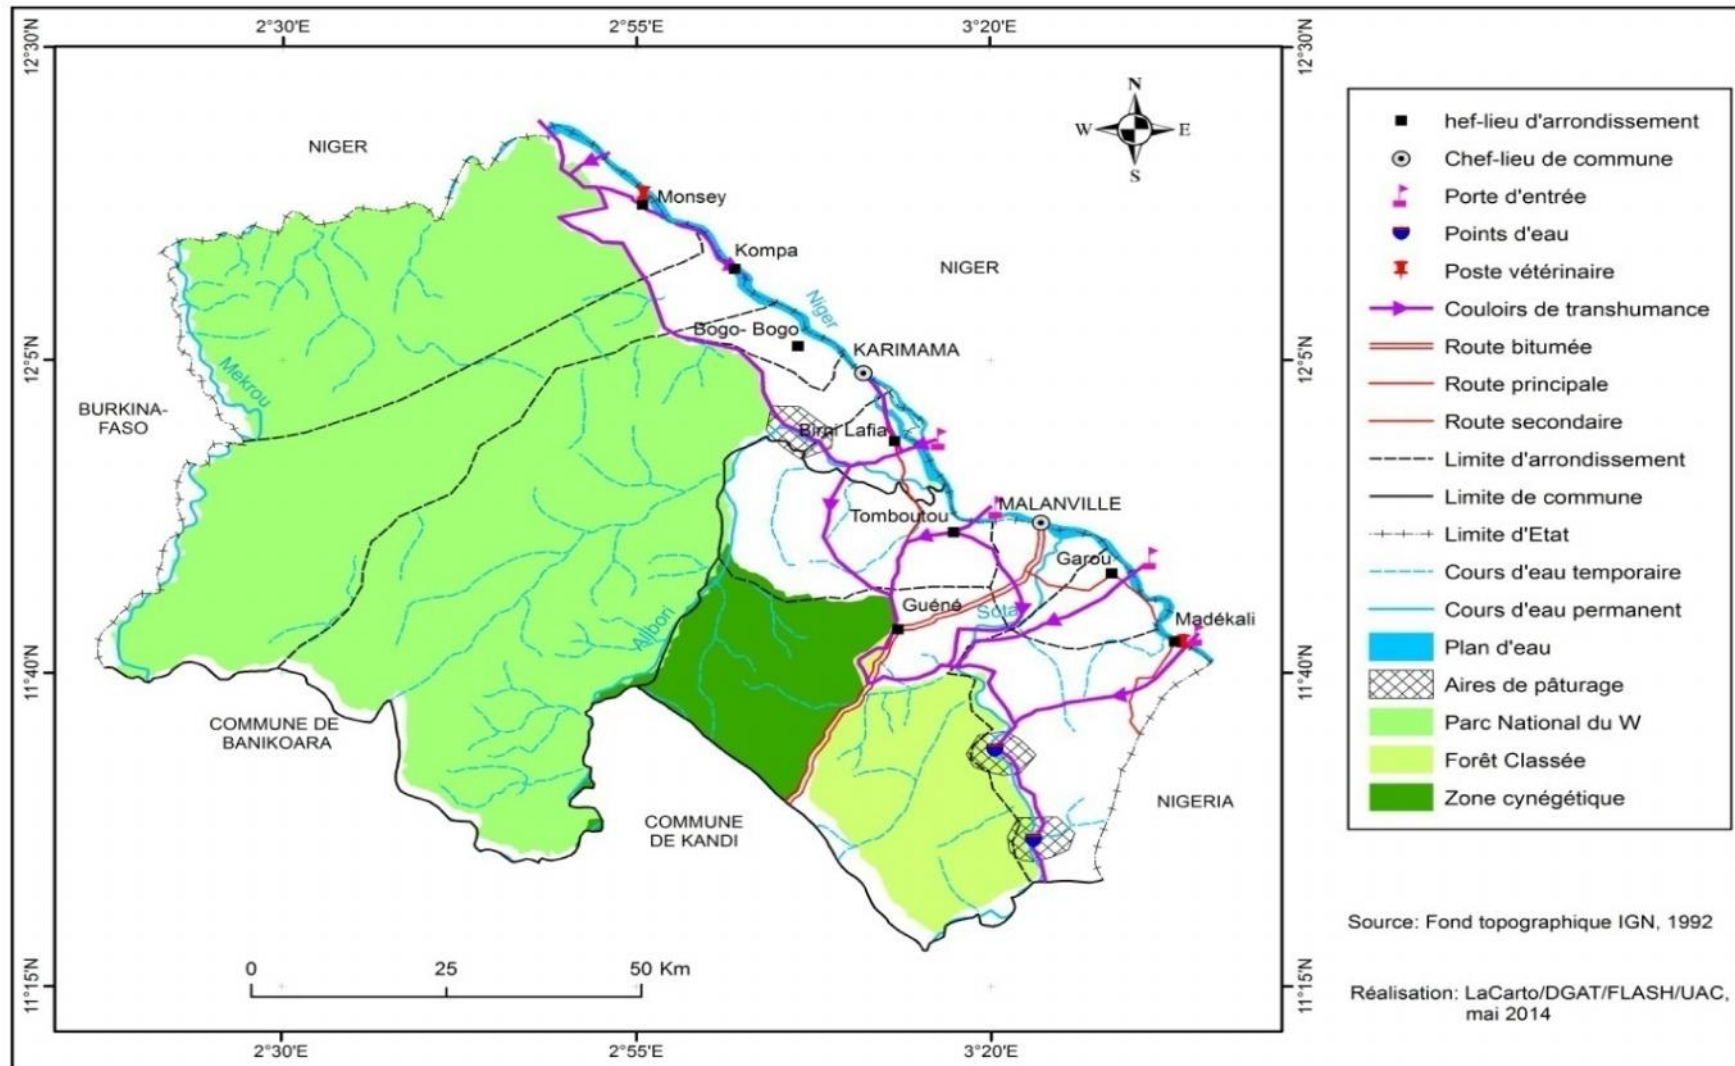 2°30'E
2°55'E
3°20'E
12°30'N
12°30'N
N
W
E
S
NIGER
Monsey
Kompa
NIGER
Niger
Bogo- Bogo
KARIMAMA
12°5'N
12°5'N
Mekrou
BURKINA-
FASO
Birni Lafia
MALANVILLE
Tomboutou
Garou
Guéné
Sota
Madékali
Alibori
11°40'N
11°40'N
COMMUNE DE
BANIKOARA
NIGERIA
COMMUNE
DE KANDI
0
25
50 Km
11°15'N
11°15'N
2°30'E
2°55'E
3°20'E
hef-lieu d'arrondissement
Chef-lieu de commune
Porte d'entrée
Points d'eau
Poste vétérinaire
Couloirs de transhumance
Route bitumée
Route principale
Route secondaire
Limite d'arrondissement
Limite de commune
Limite d'Etat
Cours d'eau temporaire
Cours d'eau permanent
Plan d'eau
Aires de pâturage
Parc National du W
Forêt Classée
Zone cynégétique
Source: Fond topographique IGN, 1992
Réalisation: LaCarto/DGAT/FLASH/UAC,
mai 2014